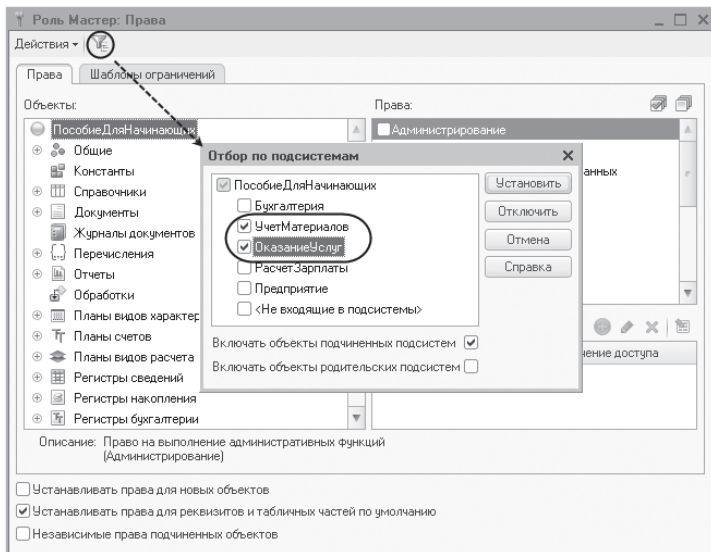 Роль Мастер: Права
Действия
Права
Шаблоны ограничений
Объекты:
Права:
ПособиеДляНачинающих
Администрирование
Общие
Константы
Справочники
Документы
Журналы документов
Перечисления
Отчеты
Обработки
Планы видов характер
Планы счетов
Планы видов расчета
Регистры сведений
Регистры накопления
Регистры бухгалтерии
анных
Отбор по подсистемам
ПособиеДляНачинающих
Бухгалтерия
УчетМатериалов
ОказаниеУслуг
РасчетЗарплаты
Предприятие
<Не входящие в подсистемы>
Установить
Отключить
Отмена
Справка
Включать объекты подчиненных подсистем
Включать объекты родительских подсистем
чение доступа
Описание: Право на выполнение административных функций
(Администрирование)
Устанавливать права для новых объектов
Устанавливать права для реквизитов и табличных частей по умолчанию
Независимые права подчиненных объектов